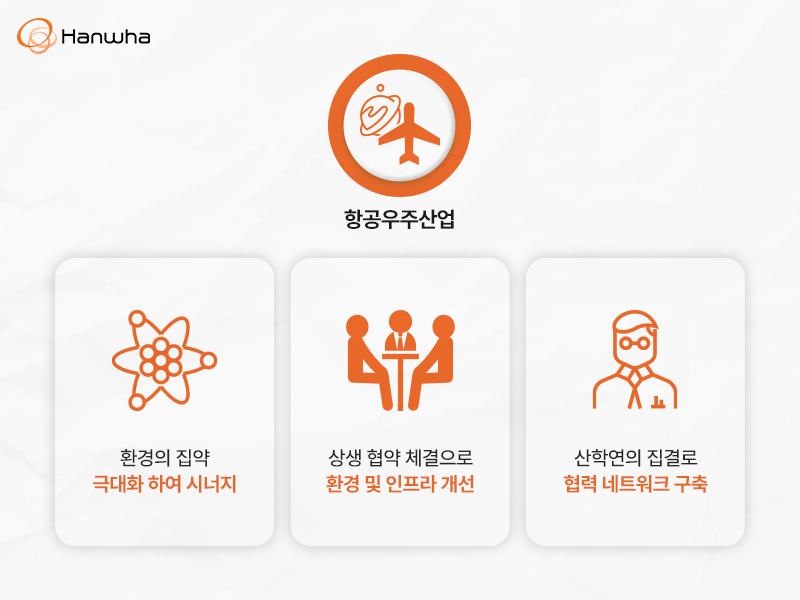 Hanwha
항공우주산업
환경의 집약
극대화 하여 시너지
상생 협약 체결으로
환경 및 인프라 개선
산학연의 집결로
협력 네트워크 구축